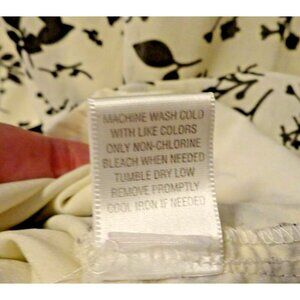 MACHINE WASH COLD
WITH LIKE COLORS
ONLY NON-CHLORINE
BLEACH WHEN NEEDED
TUMBLE DRY LOW
REMOVE PROMPTLY
COOL IRON IF NEEDED